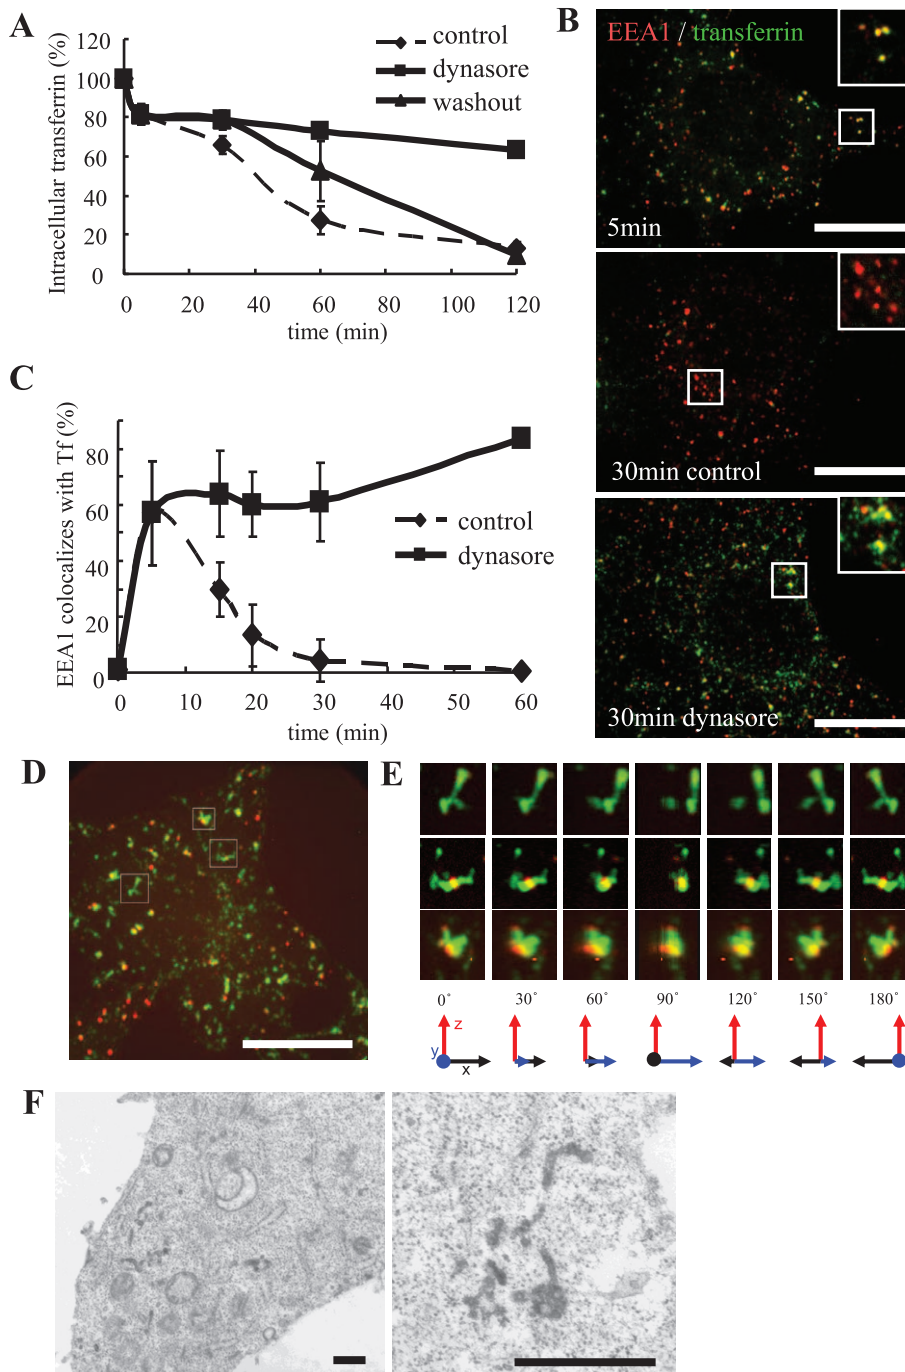 A
120
100
80
60
40
20
0
Intracellular transferrin (%)
control
dynasore
washout
0 20 40 60 80 100 120
time (min)
B
EEA1 / transferrin
5min
30min control
30min dynasore
C
80
60
40
20
0
EEA1 colocalizes with Tf (%)
control
dynasore
0 10 20 30 40 50 60
time (min)
D
E
0° 30° 60° 90° 120° 150° 180°
z
y
x
F